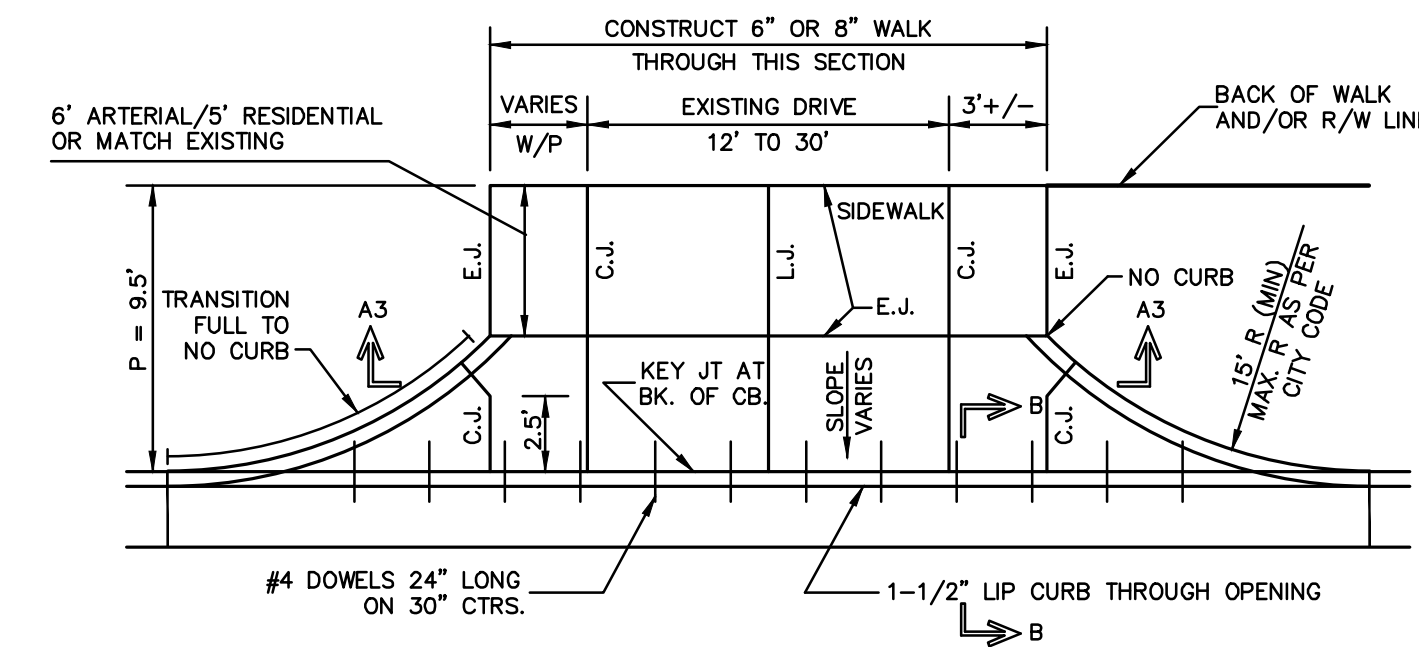 CONSTRUCT 6" OR 8" WALK
THROUGH THIS SECTION
6' ARTERIAL/5' RESIDENTIAL
OR MATCH EXISTING
VARIES
W/P
EXISTING DRIVE
12' TO 30'
3'+/-
BACK OF WALK
AND/OR R/W LIN
P = 9.5'
E.J.
C.J.
L.J.
SIDEWALK
C.J.
E.J.
E.J.
NO CURB
TRANSITION
FULL TO
NO CURB
A3
A3
15' R (MIN)
MAX. R AS PER
CITY CODE
KEY JT AT
BK. OF CB.
SLOPE
VARIES
B
C.J.
2.5'
C.J.
#4 DOWELS 24" LONG
ON 30" CTRS.
1-1/2" LIP CURB THROUGH OPENING
B